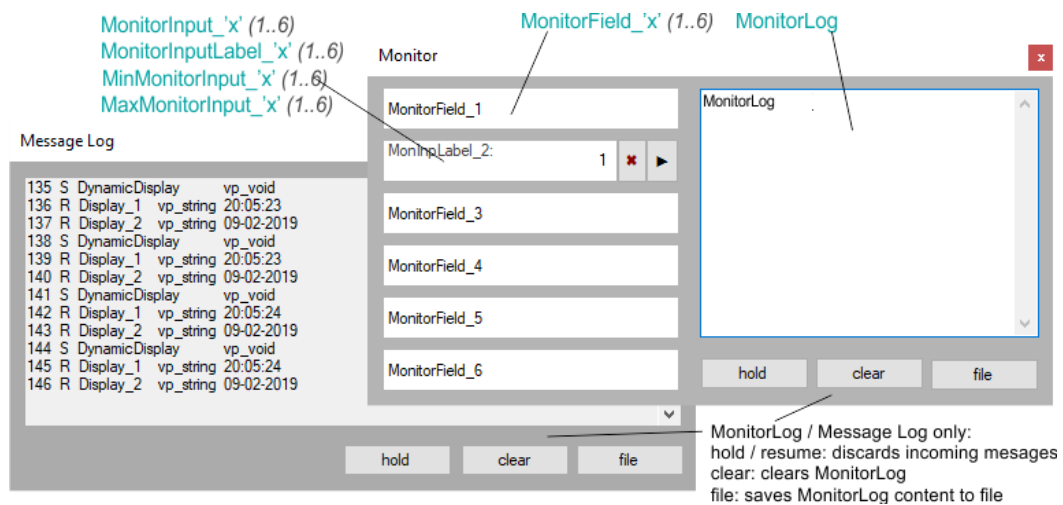 MonitorInput_'x' (1..6)
MonitorInputLabel_'x' (1..6)
MinMonitorInput_'x' (1..6)
MaxMonitorInput_'x' (1..6)
MonitorField_'x' (1..6)
MonitorLog
Monitor
x
MonitorField_1
MonInpLabel_2:
1
MonitorField_3
MonitorField_4
MonitorField_5
MonitorField_6
MonitorLog
hold
clear
file
Message Log
135 S DynamicDisplay vp_void
136 R Display_1 vp_string 20:05:23
137 R Display_2 vp_string 09-02-2019
138 S DynamicDisplay vp_void
139 R Display_1 vp_string 20:05:23
140 R Display_2 vp_string 09-02-2019
141 S DynamicDisplay vp_void
142 R Display_1 vp_string 20:05:24
143 R Display_2 vp_string 09-02-2019
144 S DynamicDisplay vp_void
145 R Display_1 vp_string 20:05:24
146 R Display_2 vp_string 09-02-2019
hold
clear
file
MonitorLog / Message Log only:
hold / resume: discards incoming mesages
clear: clears MonitorLog
file: saves MonitorLog content to file